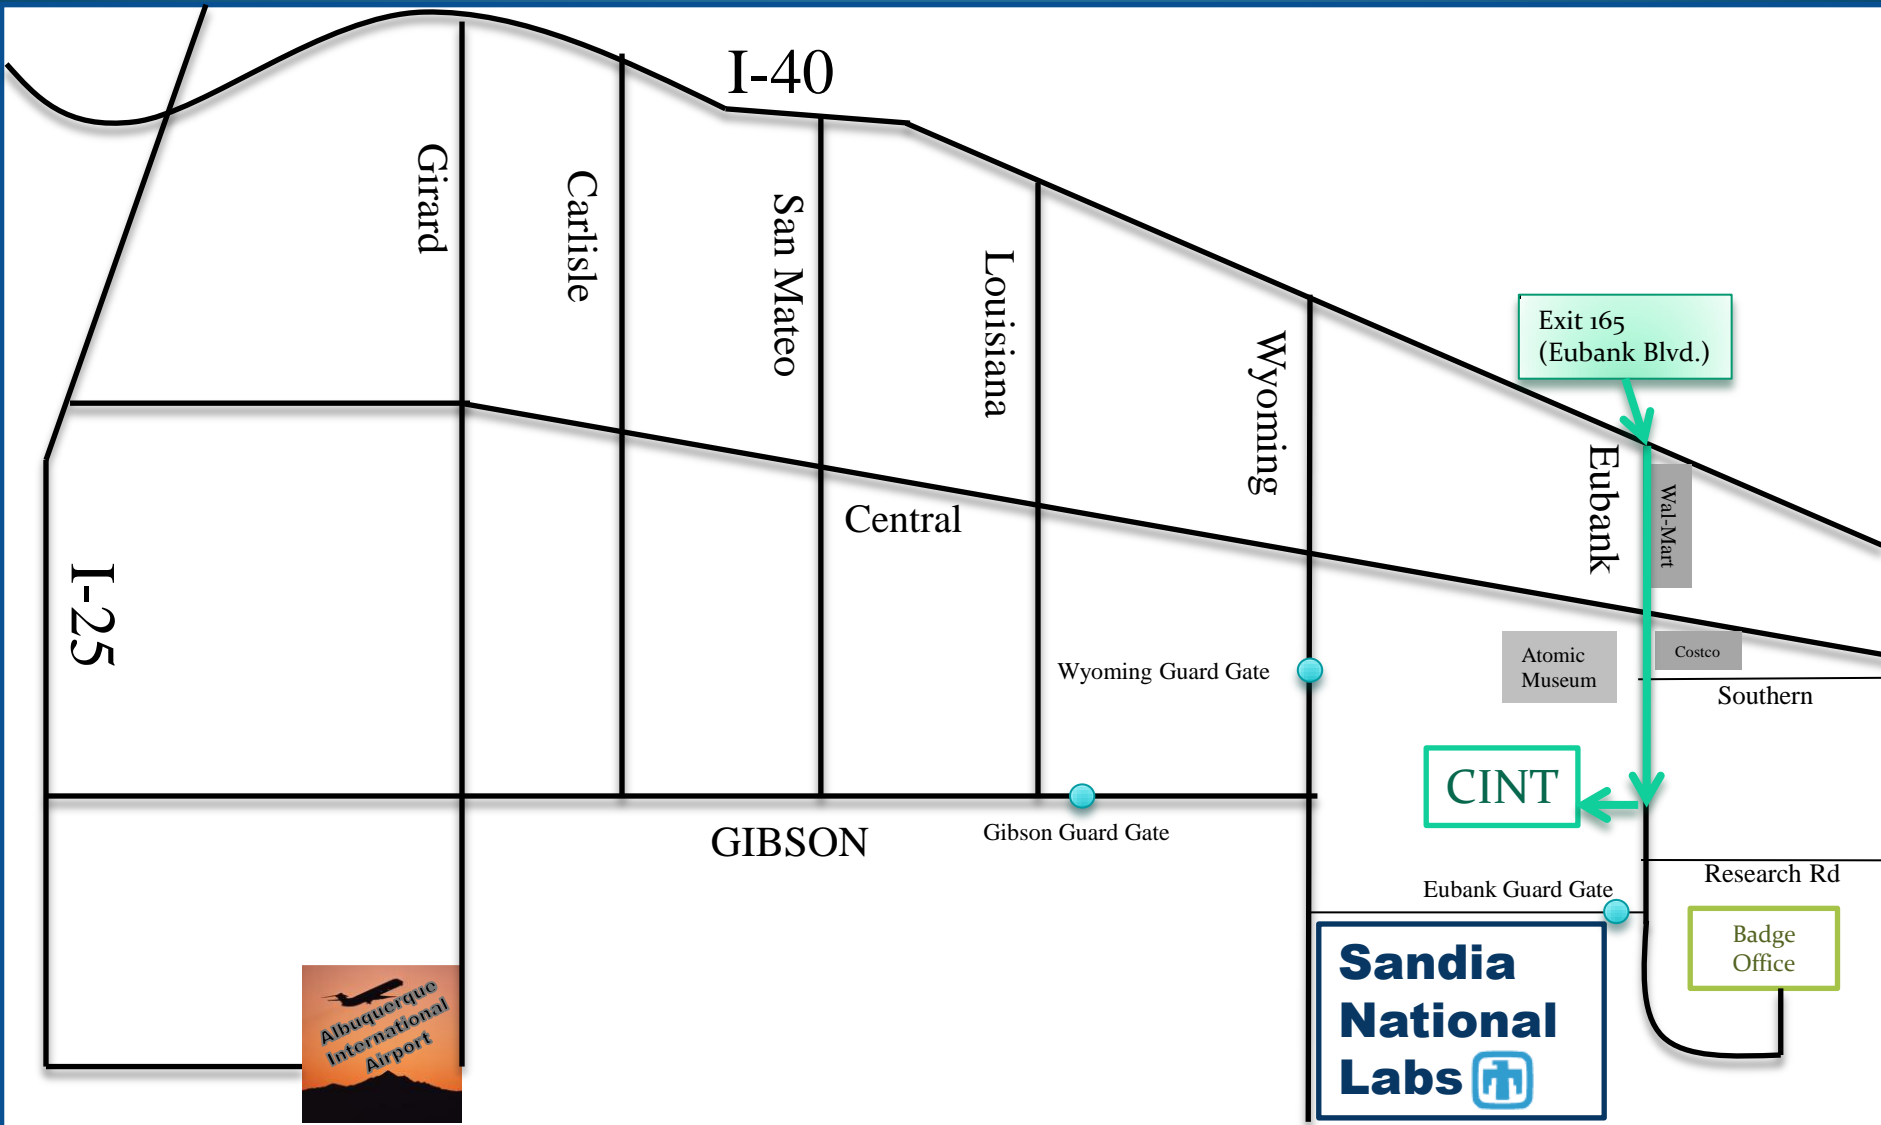 I-40
Girard
Carlisle
San Mateo
Louisiana
Wyoming
Exit 165
(Eubank Blvd.)
Eubank
Wal-Mart
Central
I-25
Wyoming Guard Gate
Atomic
Museum
Costco
Southern
CINT
GIBSON
Gibson Guard Gate
Research Rd
Eubank Guard Gate
Badge
Office
Sandia
National
Labs
Albuquerque
International
Airport